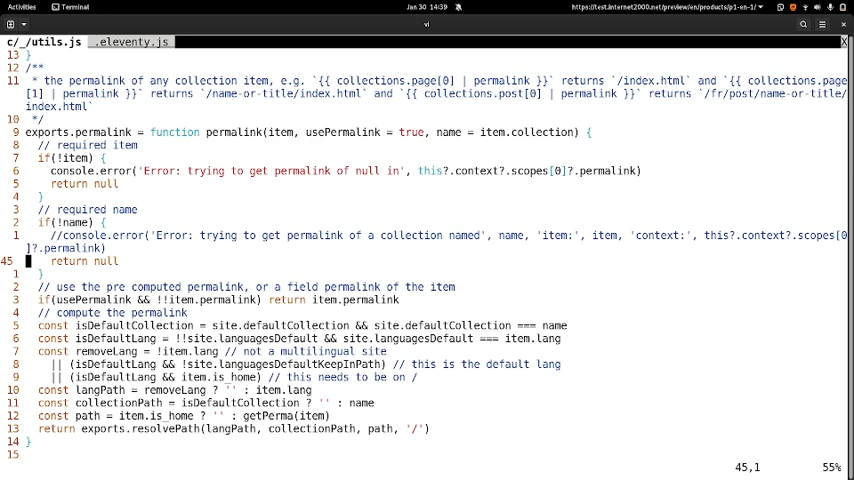 Activities Terminal Jan 30 14:39 https://test.internet2000.net/preview/en/products/p1-en-1/
vi
c/_/utils.js .eleventy.js X
13 }
12 /**
11  * the permalink of any collection item, e.g. `{{ collections.page[0] | permalink }}` returns `/index.html` and `{{ collections.page
[1] | permalink }}` returns `/name-or-title/index.html` and `{{ collections.post[0] | permalink }}` returns `/fr/post/name-or-title/
index.html`
10  */
9 exports.permalink = function permalink(item, usePermalink = true, name = item.collection) {
8   // required item
7   if(!item) {
6     console.error('Error: trying to get permalink of null in', this?.context?.scopes[0]?.permalink)
5     return null
4   }
3   // required name
2   if(!name) {
1     //console.error('Error: trying to get permalink of a collection named', name, 'item:', item, 'context:', this?.context?.scopes[0
]?.permalink)
45     return null
1   }
2   // use the pre computed permalink, or a field permalink of the item
3   if(usePermalink && !!item.permalink) return item.permalink
4   // compute the permalink
5   const isDefaultCollection = site.defaultCollection && site.defaultCollection === name
6   const isDefaultLang = !!site.languagesDefault && site.languagesDefault === item.lang
7   const removeLang = !item.lang // not a multilingual site
8     || (isDefaultLang && !site.languagesDefaultKeepInPath) // this is the default lang
9     || (isDefaultLang && item.is_home) // this needs to be on /
10   const langPath = removeLang ? '' : item.lang
11   const collectionPath = isDefaultCollection ? '' : name
12   const path = item.is_home ? '' : getPerma(item)
13   return exports.resolvePath(langPath, collectionPath, path, '/')
14 }
15
45,1 55%